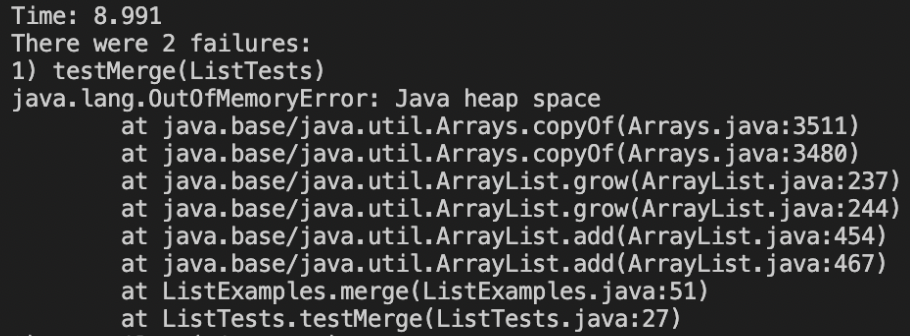 Time: 8.991
There were 2 failures:
1) testMerge(ListTests)
java.lang.OutOfMemoryError: Java heap space
        at java.base/java.util.Arrays.copyOf(Arrays.java:3511)
        at java.base/java.util.Arrays.copyOf(Arrays.java:3480)
        at java.base/java.util.ArrayList.grow(ArrayList.java:237)
        at java.base/java.util.ArrayList.grow(ArrayList.java:244)
        at java.base/java.util.ArrayList.add(ArrayList.java:454)
        at java.base/java.util.ArrayList.add(ArrayList.java:467)
        at ListExamples.merge(ListExamples.java:51)
        at ListTests.testMerge(ListTests.java:27)